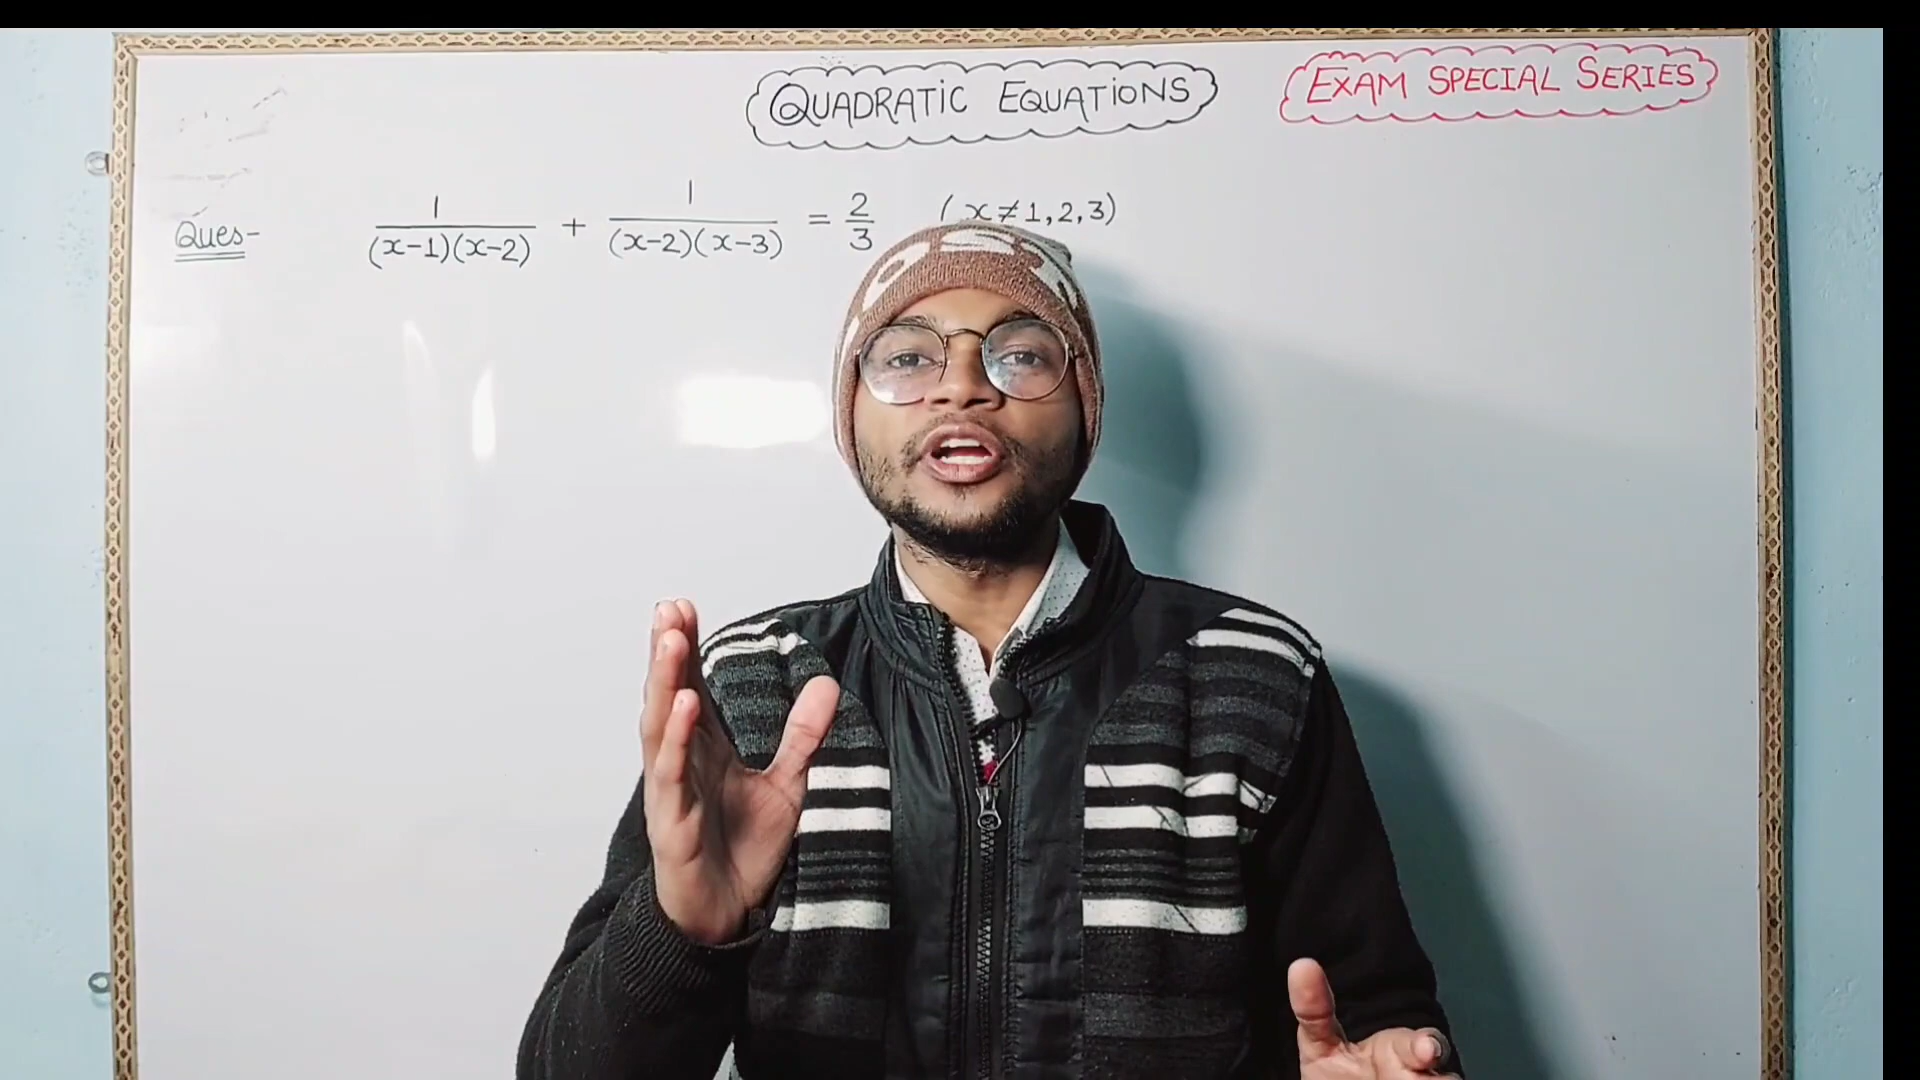 QUADRATIC EQUATIONS
EXAM SPECIAL SERIES
Ques- 1/(x-1)(x-2) + 1/(x-2)(x-3) = 2/3 (x≠1,2,3)